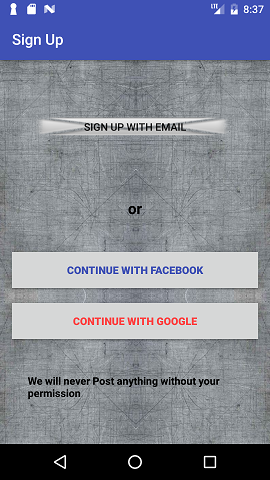 LTE 8:37
Sign Up
SIGN UP WITH EMAIL
or
CONTINUE WITH FACEBOOK
CONTINUE WITH GOOGLE
We will never Post anything without your
permission